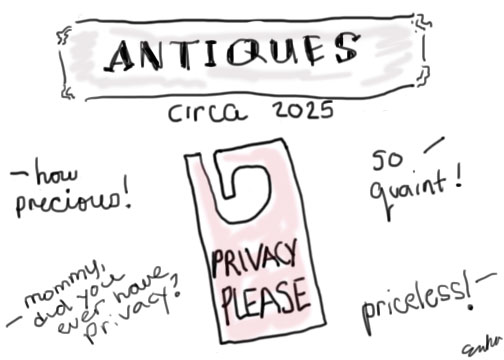 ANTIQUES
circa 2025
– how
precious!
so –
quaint!
PRIVACY
PLEASE
mommy,
did you
ever have
– privacy?
priceless! –